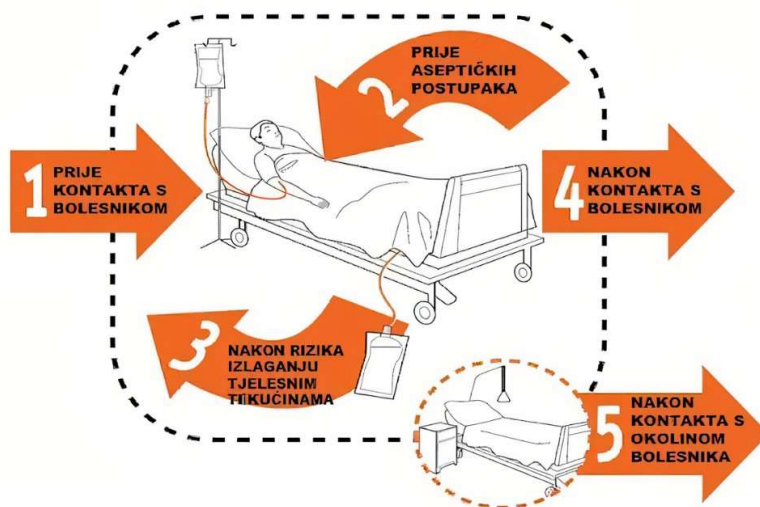 1 PRIJE
KONTAKTA S
BOLESNIKOM
2 PRIJE
ASEPTIČKIH
POSTUPAKA
3 NAKON RIZIKA
IZLAGANJU
TJELESNIM
TEKUĆINAMA
4 NAKON
KONTAKTA S
BOLESNIKOM
5 NAKON
KONTAKTA S
OKOLINOM
BOLESNIKA